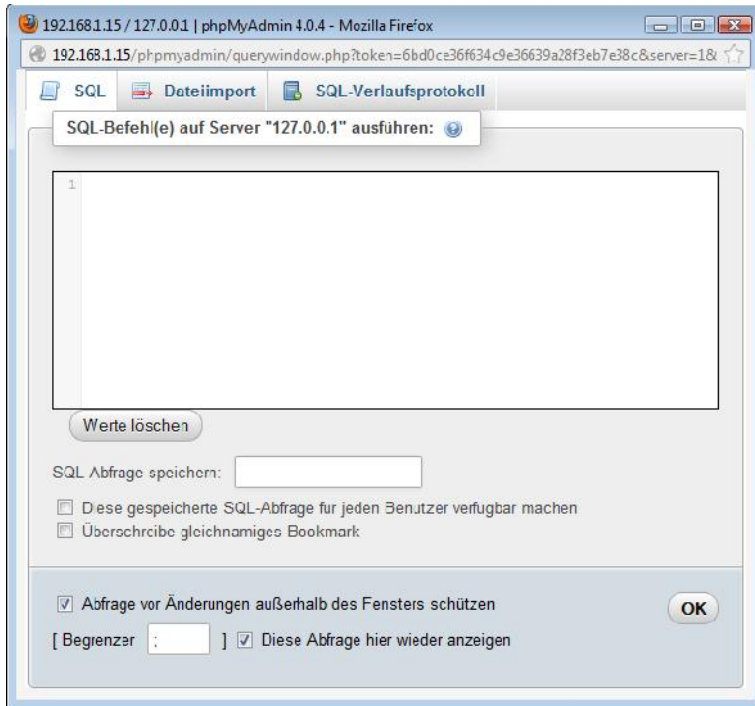 192.168.1.15 / 127.0.0.1 | phpMyAdmin 4.0.4 - Mozilla Firefox
192.168.1.15/phpmyadmin/querywindow.php?token=6bd0ce36f634c9e36639a28f3eb7e38c&server=1&
SQL Dateiimport SQL-Verlaufsprotokoll
SQL-Befehl(e) auf Server "127.0.0.1" ausführen:
1
Werte löschen
SQL Abfrage speichern:
Diese gespeicherte SQL-Abfrage für jeden Benutzer verfügbar machen
Überschreibe gleichnamiges Bookmark
Abfrage vor Änderungen außerhalb des Fensters schützen
OK
[ Begrenzer ; ] Diese Abfrage hier wieder anzeigen